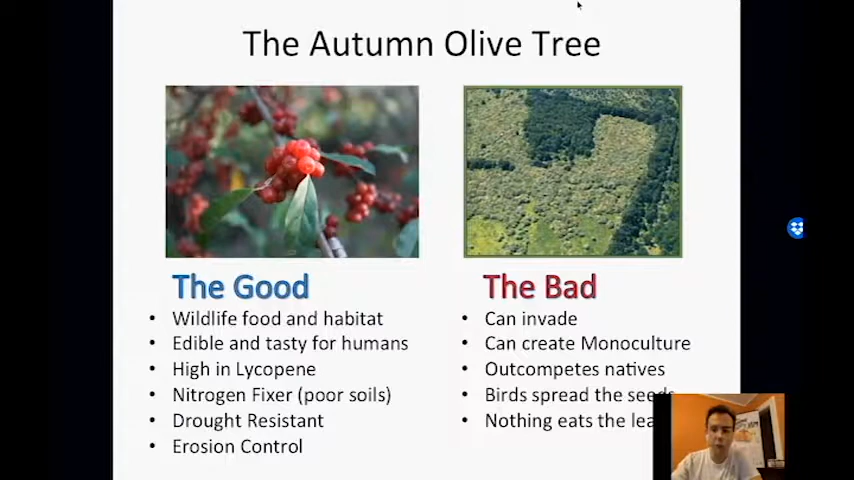 The Autumn Olive Tree
The Good
Wildlife food and habitat
Edible and tasty for humans
High in Lycopene
Nitrogen Fixer (poor soils)
Drought Resistant
Erosion Control
The Bad
Can invade
Can create Monoculture
Outcompetes natives
Birds spread the seeds
Nothing eats the